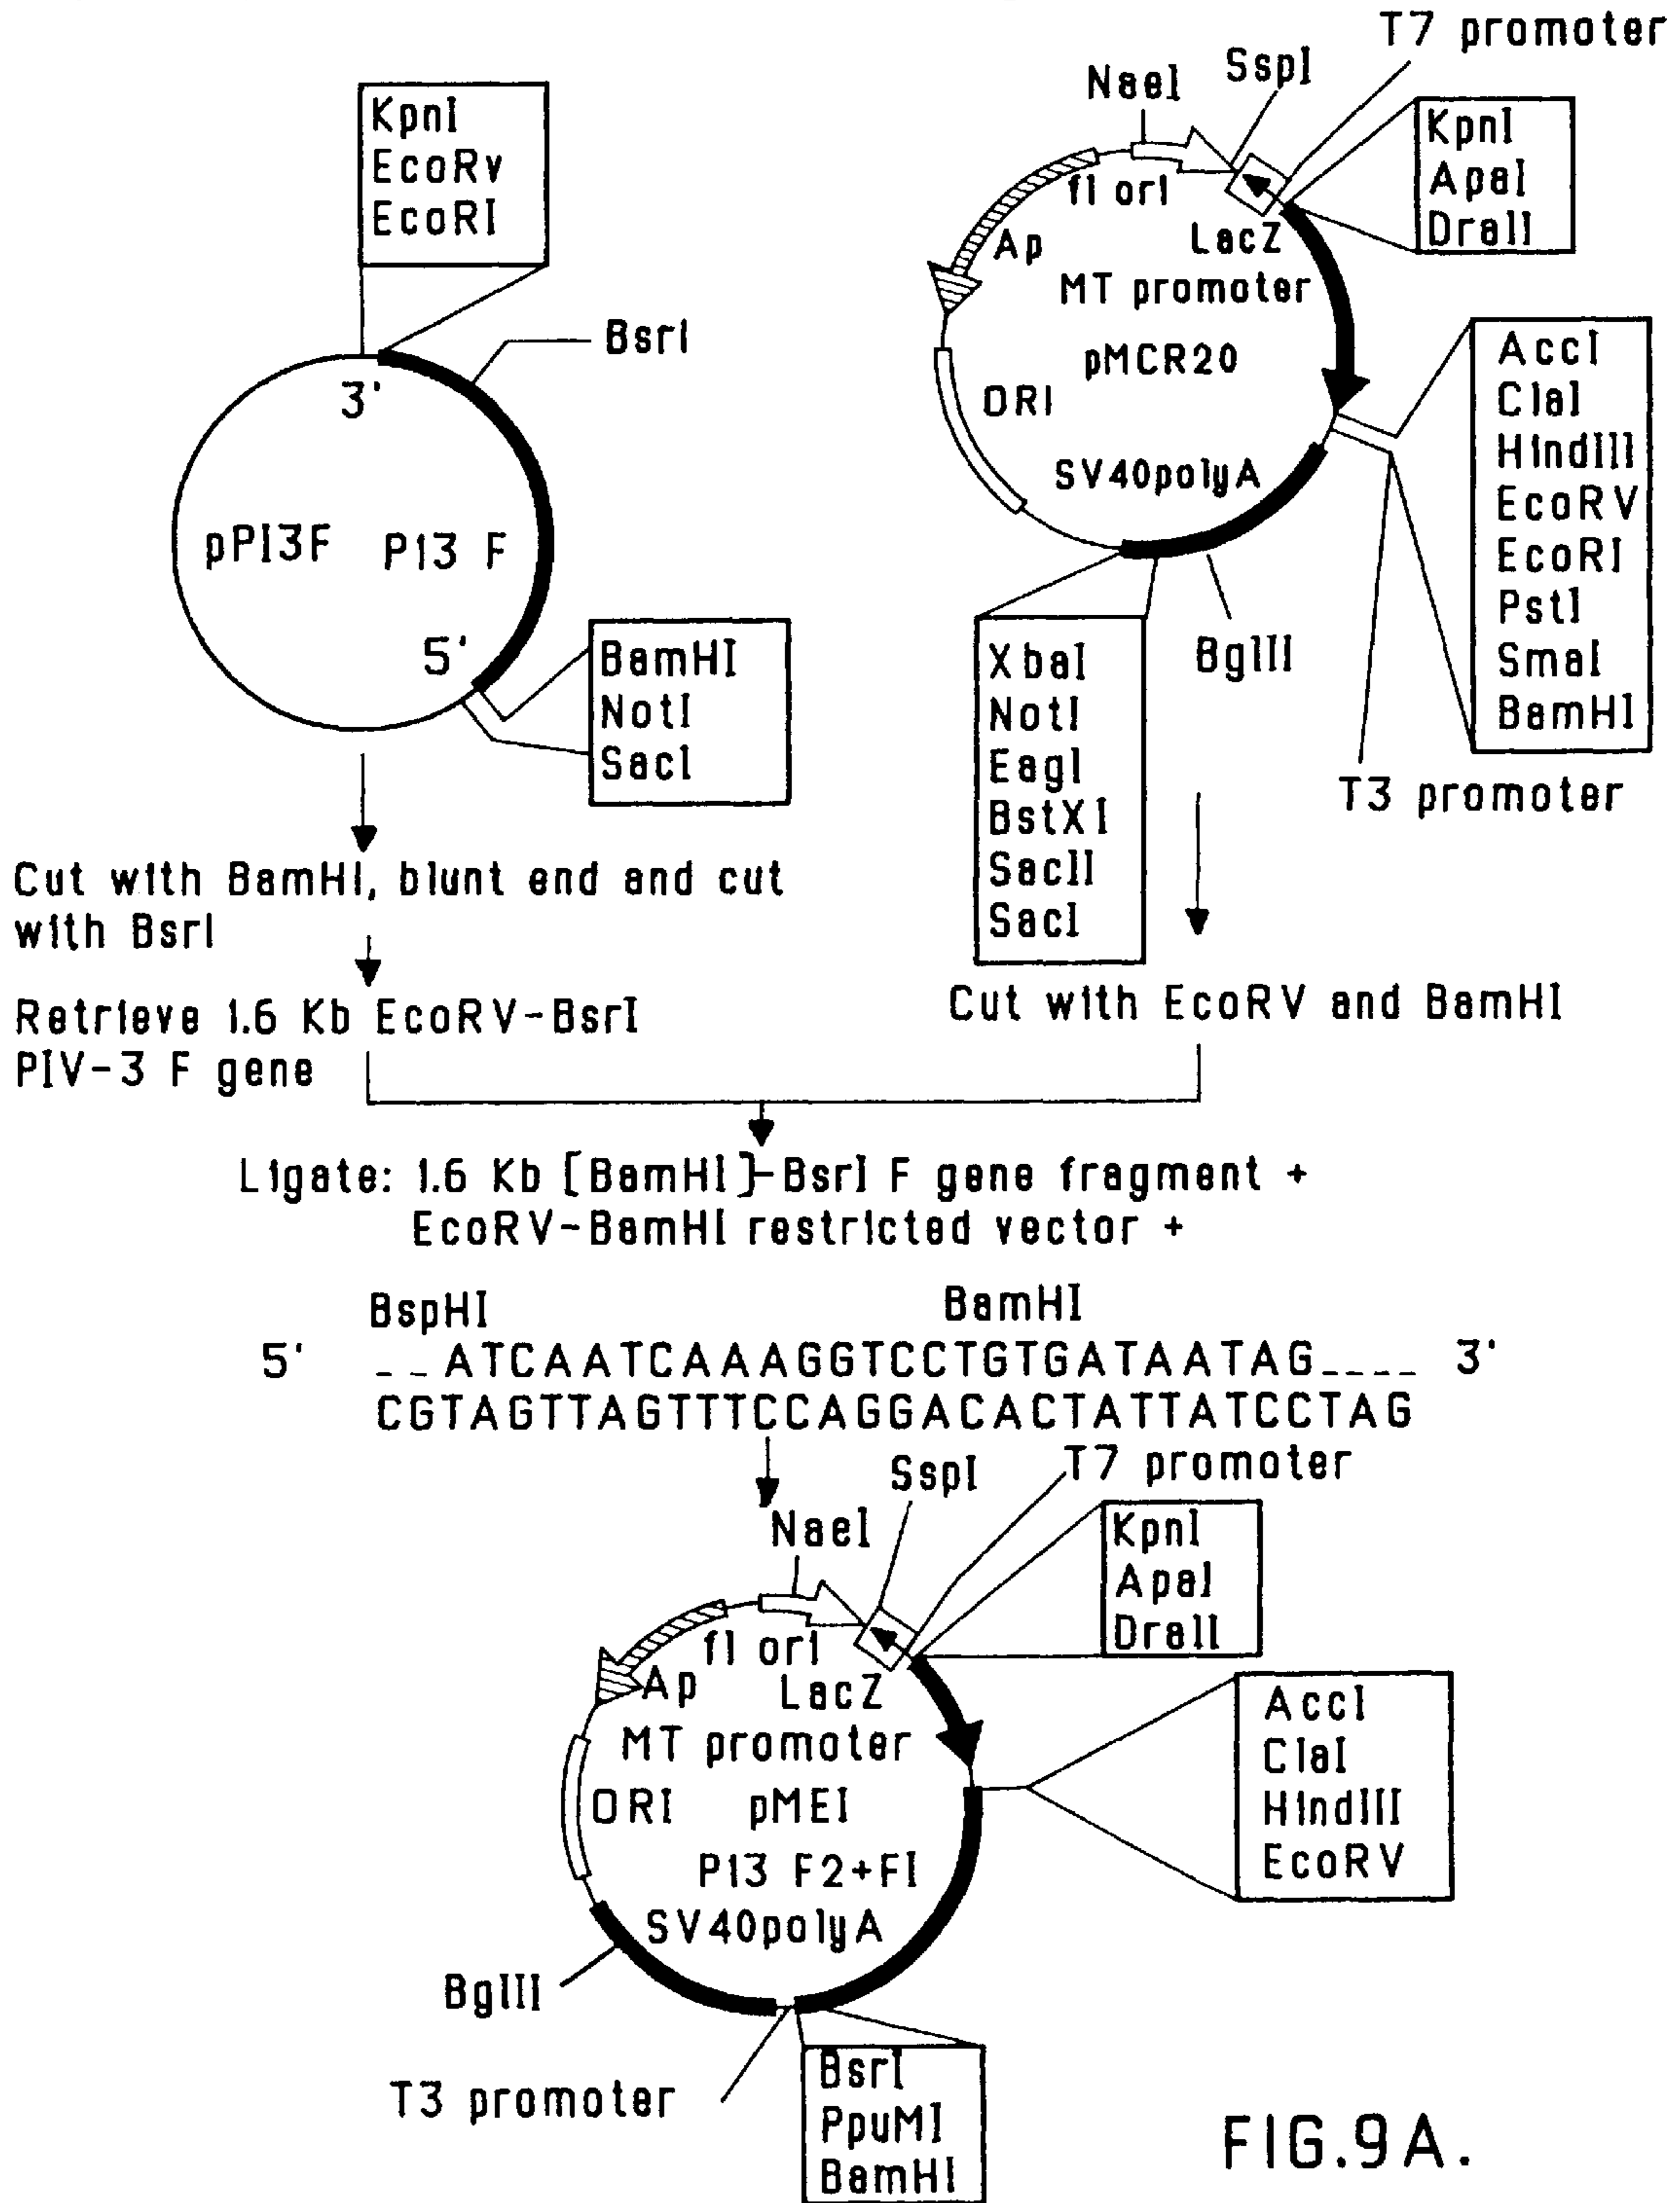 KpnI
EcoRv
EcoRI
BsrI
3'
pPI3F
P13 F
5'
BamHI
NotI
SacI
T7 promoter
SspI
NaeI
KpnI
ApaI
DraII
f1 ori
LacZ
Ap
MT promoter
pMCR20
ORI
SV40polyA
AccI
ClaI
HindIII
EcoRV
EcoRI
PstI
SmaI
BamHI
BglII
XbaI
NotI
EagI
BstXI
SacII
SacI
T3 promoter
Cut with BamHI, blunt end and cut
with BsrI
Retrieve 1.6 Kb EcoRV-BsrI
PIV-3 F gene
Cut with EcoRV and BamHI
Ligate: 1.6 Kb [BamHI]-BsrI F gene fragment +
EcoRV-BamHI restricted vector +
BspHI BamHI
5' _ _ ATCAATCAAAGGTCCTGTGATAATAG_ _ _ _ 3'
CGTAGTTAGTTTCCAGGACACTATTATCCTAG
SspI
T7 promoter
NaeI
KpnI
ApaI
DraII
f1 ori
Ap
LacZ
MT promoter
ORI
pMEI
P13 F2+FI
SV40polyA
AccI
ClaI
HindIII
EcoRV
BglII
T3 promoter
BsrI
PpuMI
BamHI
FIG.9A.